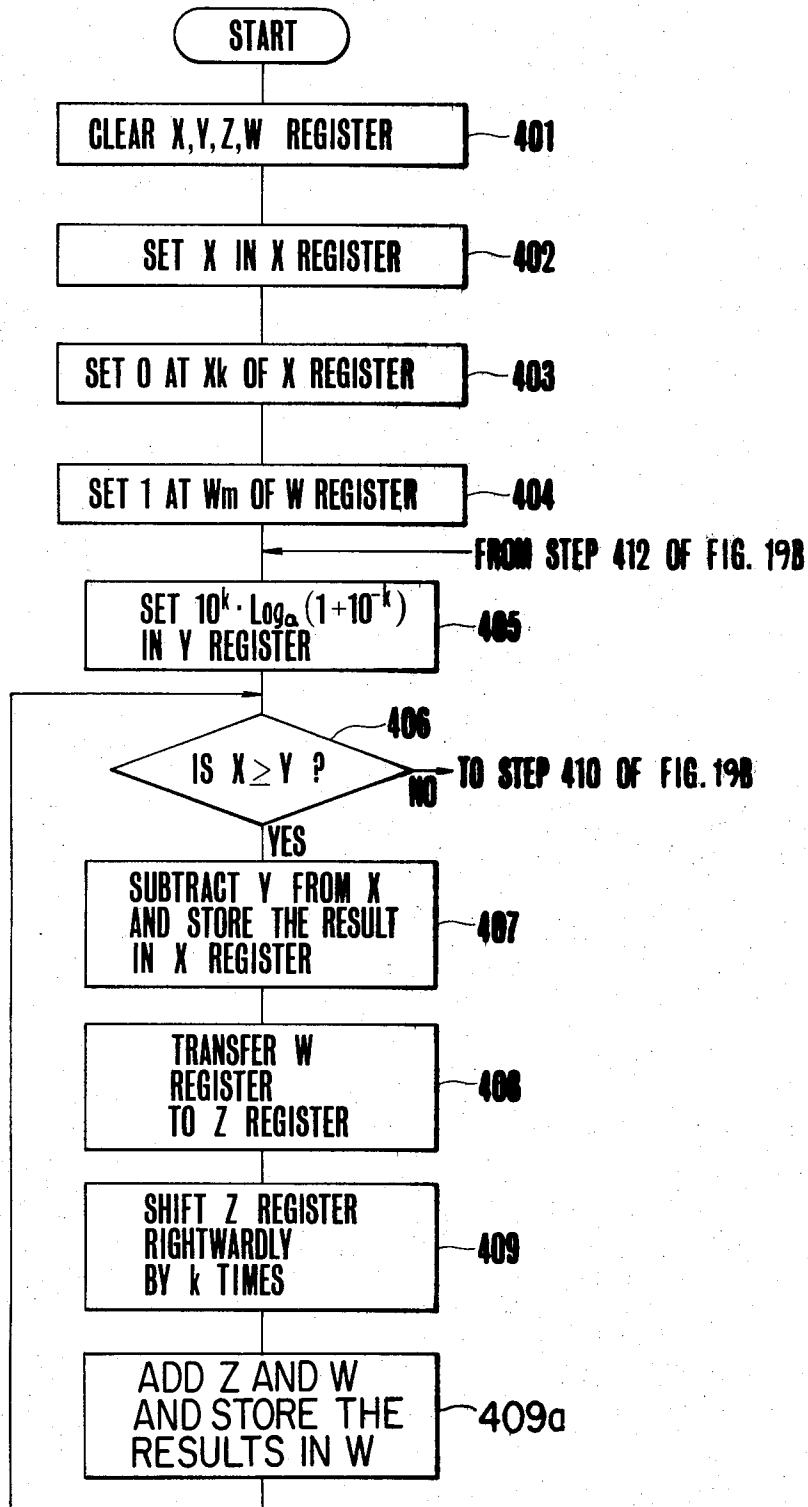 START
CLEAR X,Y,Z,W REGISTER
401
SET X IN X REGISTER
402
SET 0 AT Xk OF X REGISTER
403
SET 1 AT Wm OF W REGISTER
404
FROM STEP 412 OF FIG. 19B
SET 10^k · Log_a (1+10^-k)
IN Y REGISTER
405
406
IS X ≥ Y ?
NO
TO STEP 410 OF FIG. 19B
YES
SUBTRACT Y FROM X
AND STORE THE RESULT
IN X REGISTER
407
TRANSFER W
REGISTER
TO Z REGISTER
408
SHIFT Z REGISTER
RIGHTWARDLY
BY k TIMES
409
ADD Z AND W
AND STORE THE
RESULTS IN W
409a